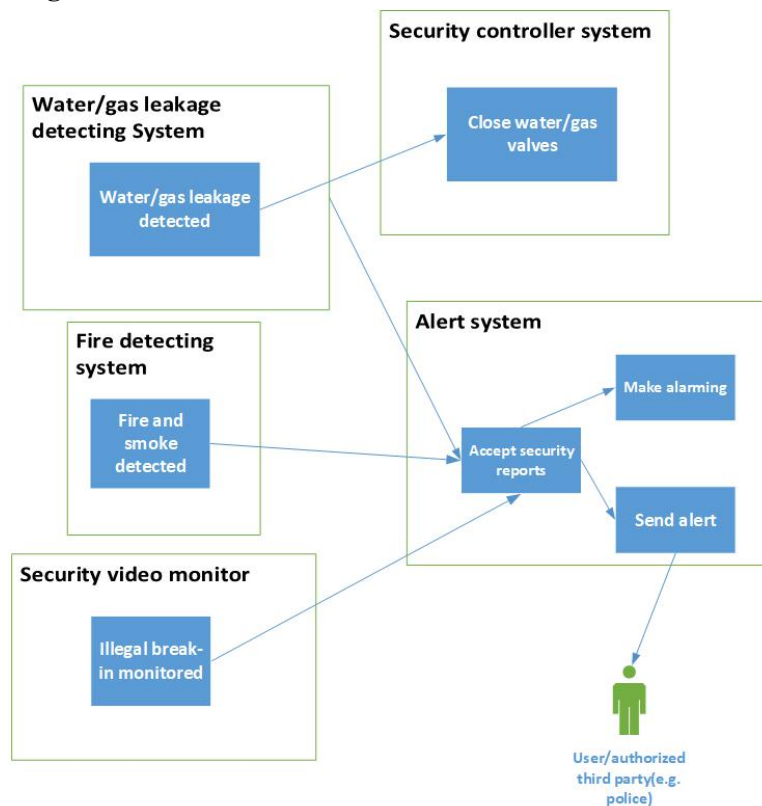 Security controller system
Close water/gas
valves
Water/gas leakage
detecting System
Water/gas leakage
detected
Fire detecting
system
Fire and
smoke
detected
Alert system
Make alarming
Accept security
reports
Send alert
Security video monitor
Illegal break-
in monitored
User/authorized
third party(e.g.
police)